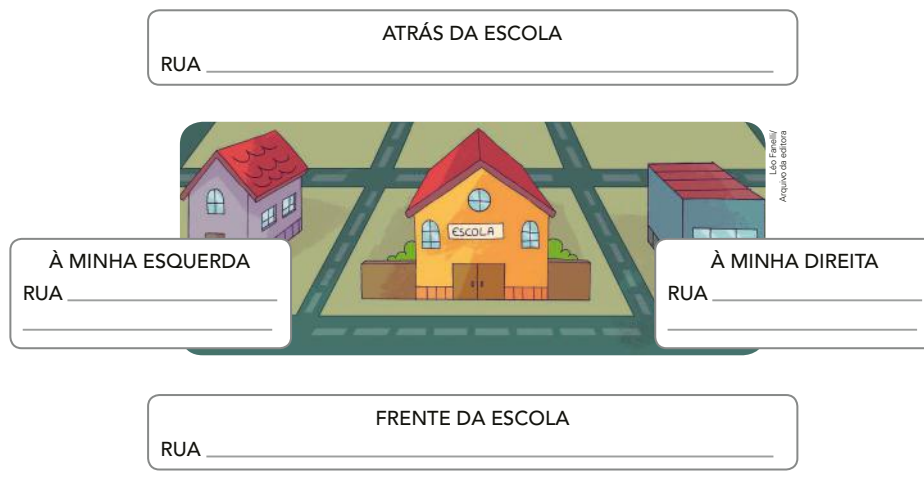 ATRÁS DA ESCOLA
RUA
Léo Fanelli/
Arquivo da editora
ESCOLA
À MINHA ESQUERDA
RUA
À MINHA DIREITA
RUA
FRENTE DA ESCOLA
RUA